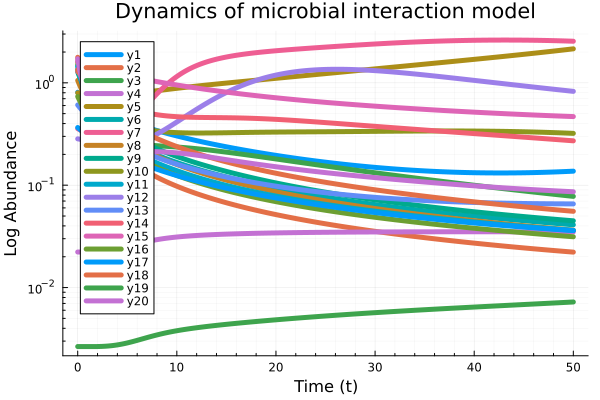 Dynamics of microbial interaction model
Log Abundance
10⁰
10⁻¹
10⁻²
y1
y2
y3
y4
y5
y6
y7
y8
y9
y10
y11
y12
y13
y14
y15
y16
y17
y18
y19
y20
0 10 20 30 40 50
Time (t)